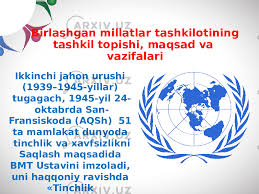 Birlashgan millatlar tashkilotining
tashkil topishi, maqsad va
vazifalari
Ikkinchi jahon urushi
(1939–1945-yillar)
tugagach, 1945-yil 24-
oktabrda San-
Fransiskoda (AQSh) 51
ta mamlakat dunyoda
tinchlik va xavfsizlikni
Saqlash maqsadida
BMT Ustavini imzoladi,
uni haqqoniy ravishda
«Tinchlik